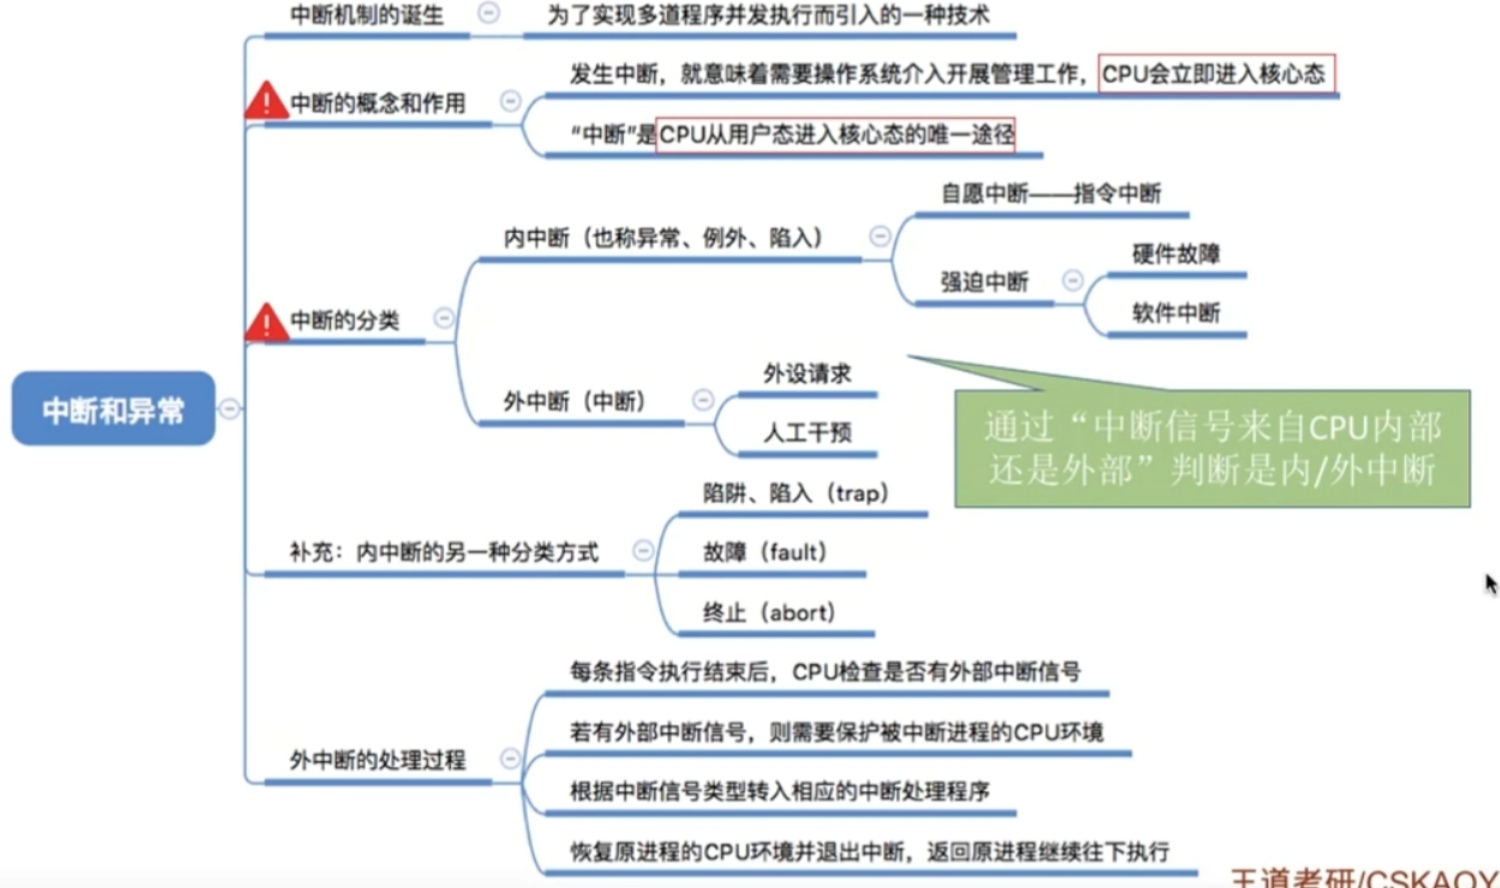 中断机制的诞生
为了实现多道程序并发执行而引入的一种技术
发生中断，就意味着需要操作系统介入开展管理工作，CPU会立即进入核心态
中断的概念和作用
“中断”是CPU从用户态进入核心态的唯一途径
自愿中断——指令中断
内中断（也称异常、例外、陷入）
硬件故障
强迫中断
软件中断
中断的分类
外设请求
外中断（中断）
人工干预
中断和异常
通过“中断信号来自CPU内部
还是外部”判断是内/外中断
陷阱、陷入（trap）
补充：内中断的另一种分类方式
故障（fault）
终止（abort）
每条指令执行结束后，CPU检查是否有外部中断信号
若有外部中断信号，则需要保护被中断进程的CPU环境
外中断的处理过程
根据中断信号类型转入相应的中断处理程序
恢复原进程的CPU环境并退出中断，返回原进程继续往下执行
王道考研/CSKAOY